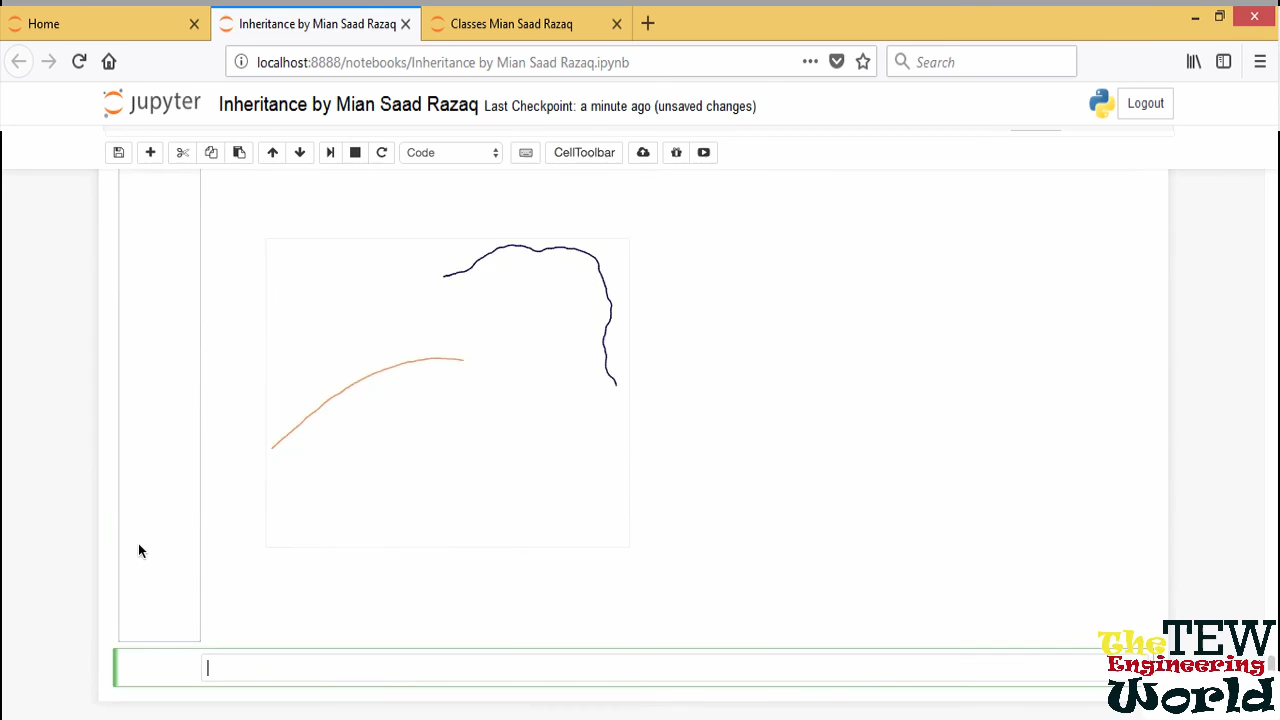 Home
Inheritance by Mian Saad Razaq
Classes Mian Saad Razaq
localhost:8888/notebooks/Inheritance by Mian Saad Razaq.ipynb
Search
jupyter
Inheritance by Mian Saad Razaq Last Checkpoint: a minute ago (unsaved changes)
Logout
Code
CellToolbar
The TEW
Engineering
World